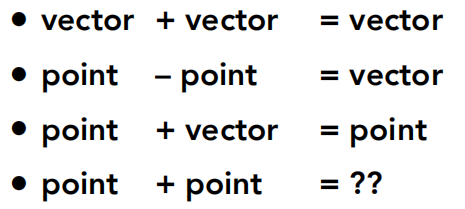 • vector + vector = vector
• point – point = vector
• point + vector = point
• point + point = ??